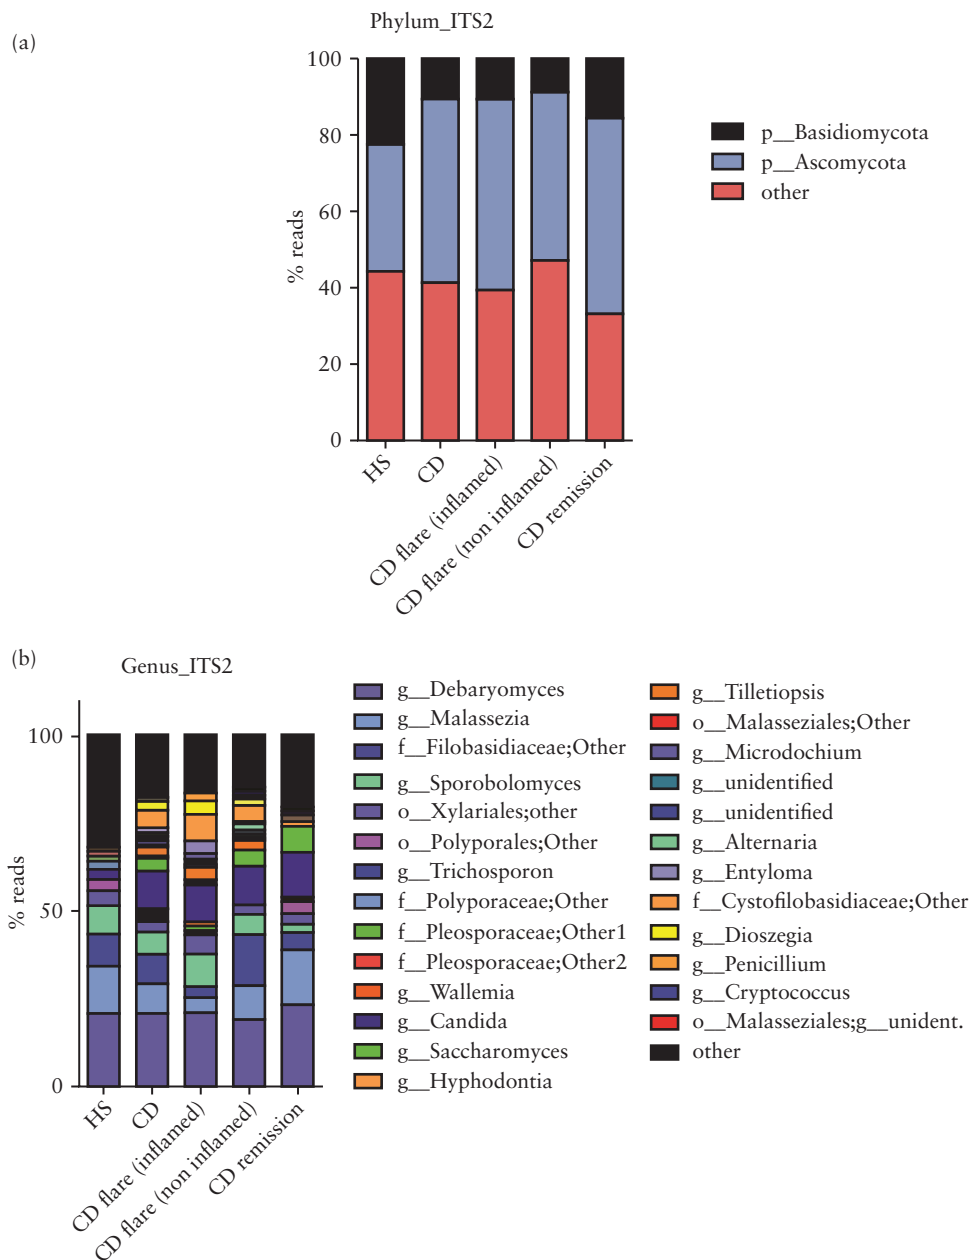 (a)
Phylum_ITS2
100
80
60
40
20
0
% reads
HS
CD
CD flare (inflamed)
CD flare (non inflamed)
CD remission
p__Basidiomycota
p__Ascomycota
other
(b)
Genus_ITS2
100
50
0
% reads
HS
CD
CD flare (inflamed)
CD flare (non inflamed)
CD remission
g__Debaryomyces
g__Malassezia
f__Filobasidiaceae;Other
g__Sporobolomyces
o__Xylariales;other
o__Polyporales;Other
g__Trichosporon
f__Polyporaceae;Other
f__Pleosporaceae;Other1
f__Pleosporaceae;Other2
g__Wallemia
g__Candida
g__Saccharomyces
g__Hyphodontia
g__Tilletiopsis
o__Malasseziales;Other
g__Microdochium
g__unidentified
g__unidentified
g__Alternaria
g__Entyloma
f__Cystofilobasidiaceae;Other
g__Dioszegia
g__Penicillium
g__Cryptococcus
o__Malasseziales;g__unident.
other